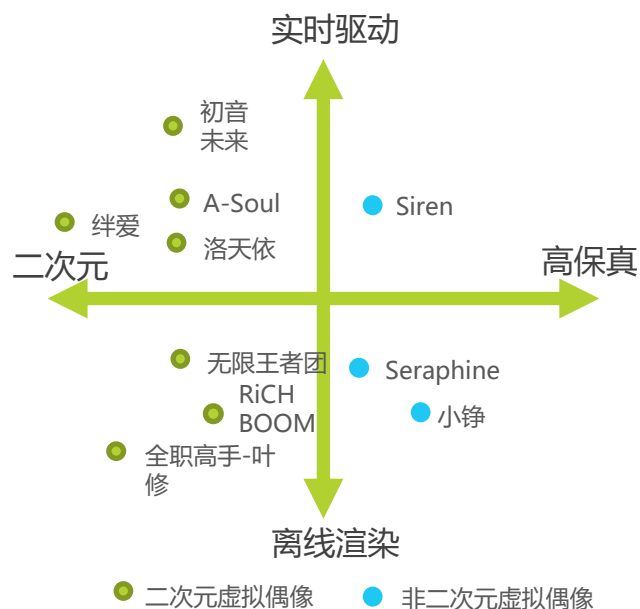 实时驱动
初音
未来
A-Soul
Siren
绊爱
洛天依
二次元
高保真
无限王者团
Seraphine
RiCH
BOOM
小铮
全职高手-叶
修
离线渲染
二次元虚拟偶像
非二次元虚拟偶像